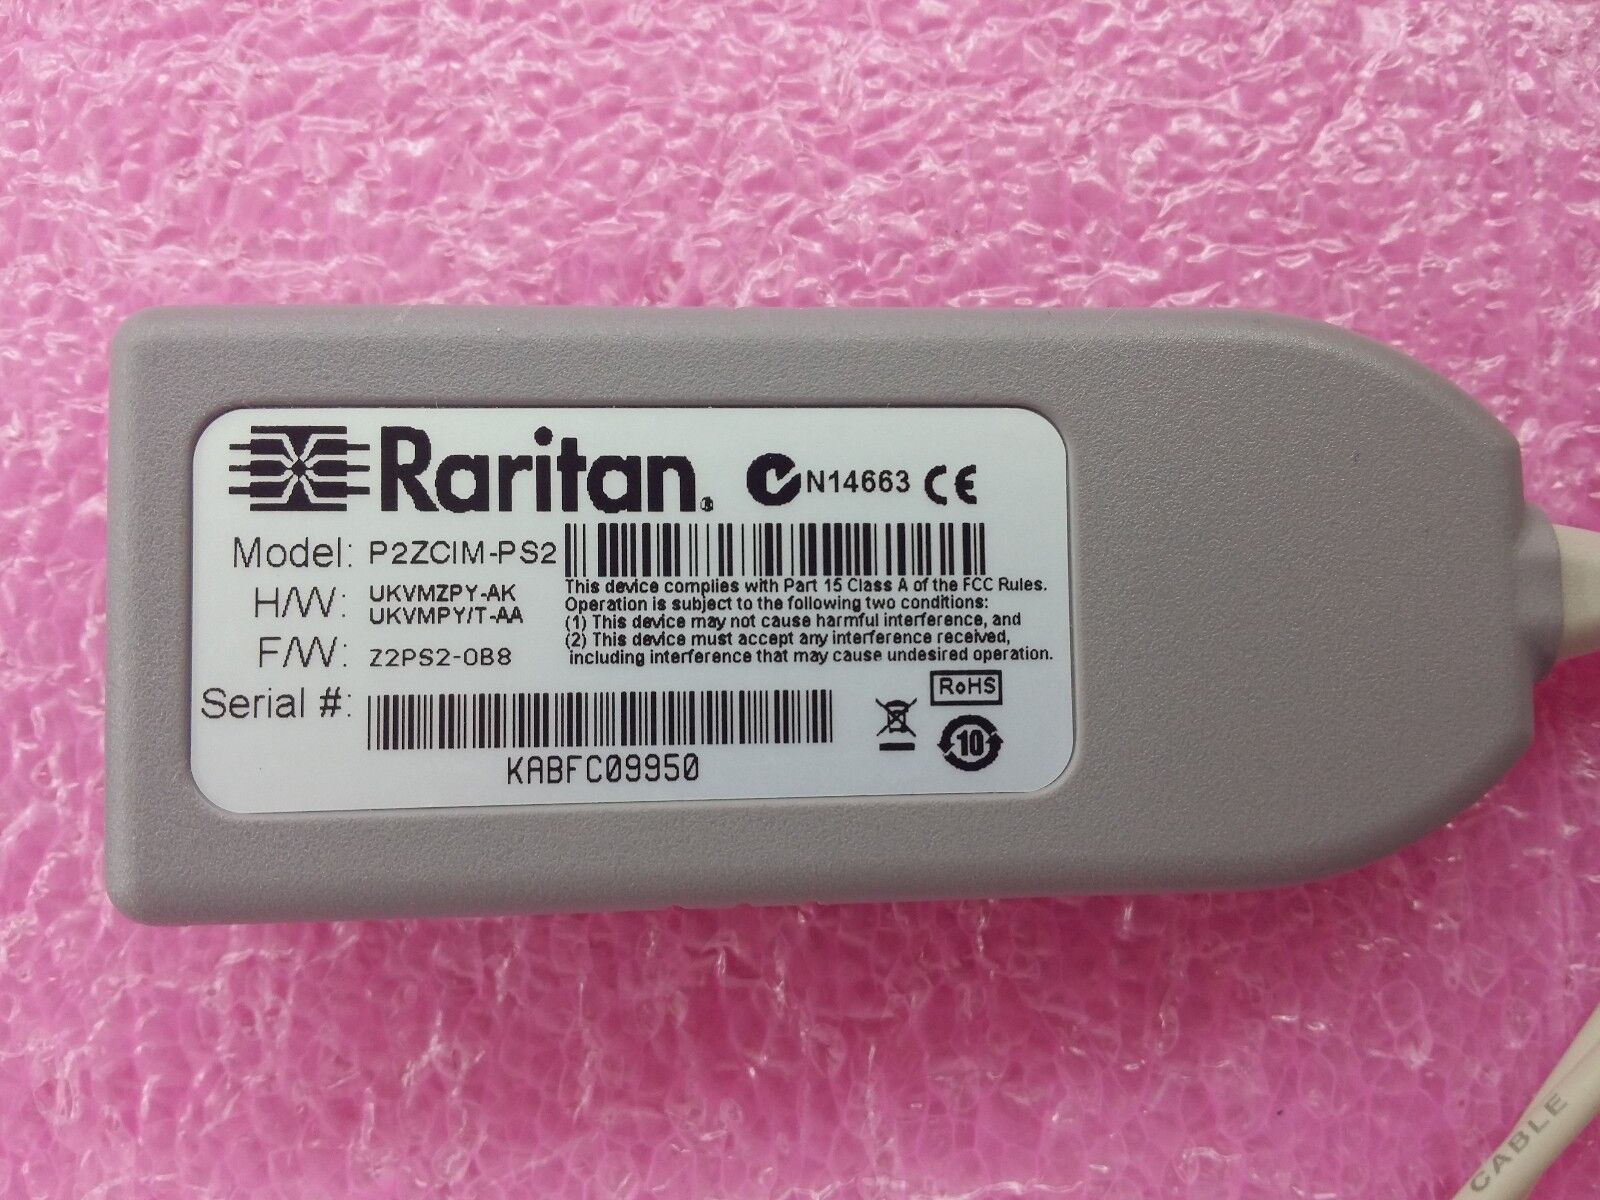 Raritan. N14663 CE
Model: P2ZCIM-PS2
H/W: UKVMZPY-AK
UKVMPY/T-AA
F/W: Z2PS2-0B8
This device complies with Part 15 Class A of the FCC Rules.
Operation is subject to the following two conditions:
(1) This device may not cause harmful interference, and
(2) This device must accept any interference received,
including interference that may cause undesired operation.
Serial #:
KABFC09950
RoHS
10
CABLE